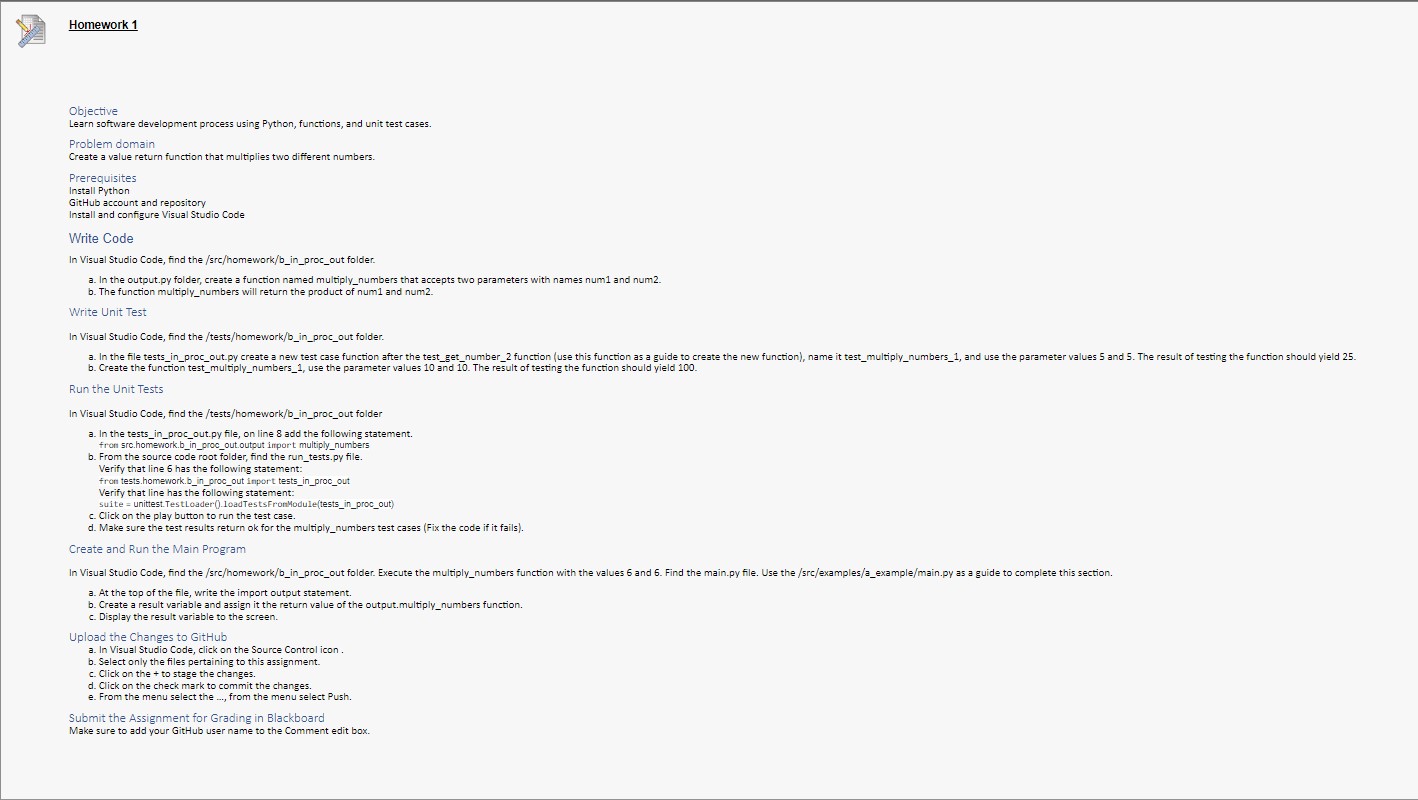 Homework 1
Objective
Learn software development process using Python, functions, and unit test cases.
Problem domain
Create a value return function that multiplies two different numbers.
Prerequisites
Install Python
GitHub account and repository
Install and configure Visual Studio Code
Write Code
In Visual Studio Code, find the /src/homework/b_in_proc_out folder.
a. In the output.py folder, create a function named multiply_numbers that accepts two parameters with names num1 and num2.
b. The function multiply_numbers will return the product of num1 and num2.
Write Unit Test
In Visual Studio Code, find the /tests/homework/b_in_proc_out folder.
a. In the file tests_in_proc_out.py create a new test case function after the test_get_number_2 function (use this function as a guide to create the new function), name it test_multiply_numbers_1, and use the parameter values 5 and 5. The result of testing the function should yield 25.
b. Create the function test_multiply_numbers_1, use the parameter values 10 and 10. The result of testing the function should yield 100.
Run the Unit Tests
In Visual Studio Code, find the /tests/homework/b_in_proc_out folder
a. In the tests_in_proc_out.py file, on line 8 add the following statement.
from src.homework.b_in_proc_out.output import multiply_numbers
b. From the source code root folder, find the run_tests.py file.
Verify that line 6 has the following statement:
from tests.homework.b_in_proc_out import tests_in_proc_out
Verify that line has the following statement:
suite = unittest.TestLoader().loadTestsFromModule(tests_in_proc_out)
c. Click on the play button to run the test case.
d. Make sure the test results return ok for the multiply_numbers test cases (Fix the code if it fails).
Create and Run the Main Program
In Visual Studio Code, find the /src/homework/b_in_proc_out folder. Execute the multiply_numbers function with the values 6 and 6. Find the main.py file. Use the /src/examples/a_example/main.py as a guide to complete this section.
a. At the top of the file, write the import output statement.
b. Create a result variable and assign it the return value of the output.multiply_numbers function.
c. Display the result variable to the screen.
Upload the Changes to GitHub
a. In Visual Studio Code, click on the Source Control icon .
b. Select only the files pertaining to this assignment.
c. Click on the + to stage the changes.
d. Click on the check mark to commit the changes.
e. From the menu select the ..., from the menu select Push.
Submit the Assignment for Grading in Blackboard
Make sure to add your GitHub user name to the Comment edit box.